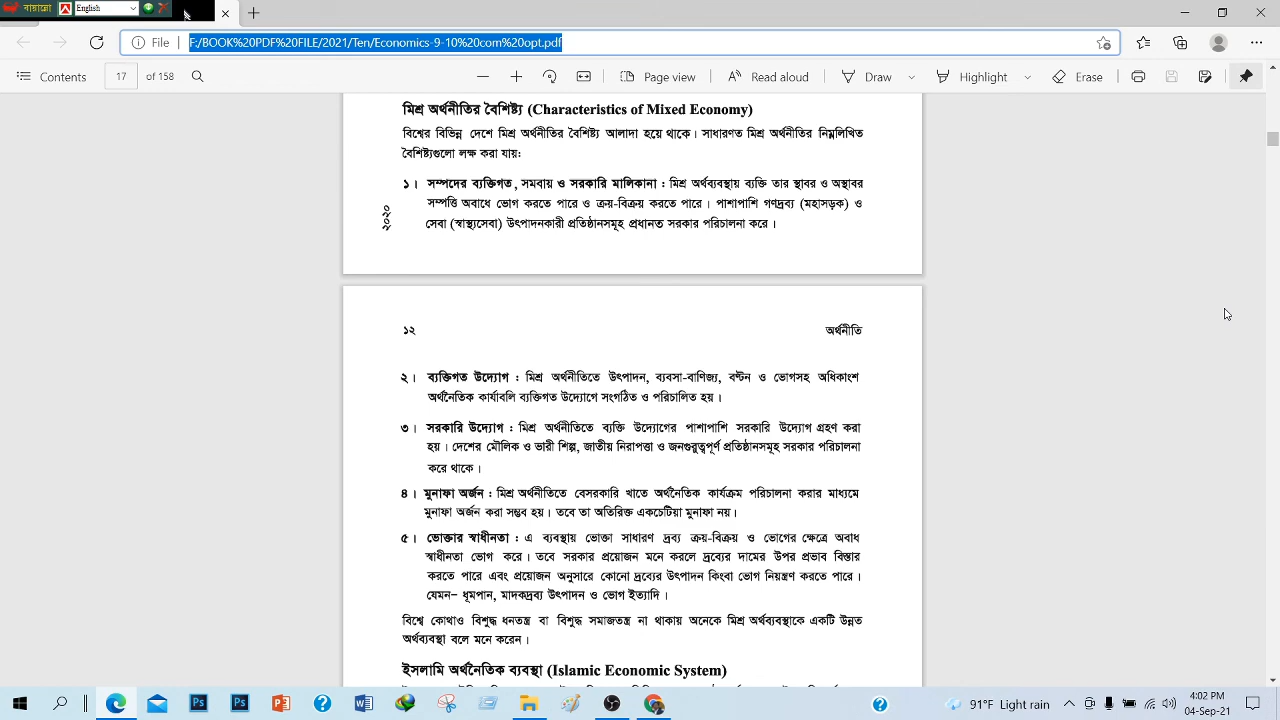 বায়ান্নো English
File F:/BOOK%20PDF%20FILE/2021/Ten/Economics-9-10%20com%20opt.pdf
Contents 17 of 158 Page view Read aloud Draw Highlight Erase
মিশ্র অর্থনীতির বৈশিষ্ট্য (Characteristics of Mixed Economy)
বিশ্বের বিভিন্ন দেশে মিশ্র অর্থনীতির বৈশিষ্ট্য আলাদা হয়ে থাকে। সাধারণত মিশ্র অর্থনীতির নিম্নলিখিত
বৈশিষ্ট্যগুলো লক্ষ করা যায়:
১। সম্পদের ব্যক্তিগত, সমবায় ও সরকারি মালিকানা : মিশ্র অর্থব্যবস্থায় ব্যক্তি তার স্থাবর ও অস্থাবর
সম্পত্তি অবাধে ভোগ করতে পারে ও ক্রয়-বিক্রয় করতে পারে। পাশাপাশি গণদ্রব্য (মহাসড়ক) ও
সেবা (স্বাস্থ্যসেবা) উৎপাদনকারী প্রতিষ্ঠানসমূহ প্রধানত সরকার পরিচালনা করে।
২০২০
১২ অর্থনীতি
২। ব্যক্তিগত উদ্যোগ : মিশ্র অর্থনীতিতে উৎপাদন, ব্যবসা-বাণিজ্য, বণ্টন ও ভোগসহ অধিকাংশ
অর্থনৈতিক কার্যাবলি ব্যক্তিগত উদ্যোগে সংগঠিত ও পরিচালিত হয়।
৩। সরকারি উদ্যোগ : মিশ্র অর্থনীতিতে ব্যক্তি উদ্যোগের পাশাপাশি সরকারি উদ্যোগ গ্রহণ করা
হয়। দেশের মৌলিক ও ভারী শিল্প, জাতীয় নিরাপত্তা ও জনগুরুত্বপূর্ণ প্রতিষ্ঠানসমূহ সরকার পরিচালনা
করে থাকে।
৪। মুনাফা অর্জন : মিশ্র অর্থনীতিতে বেসরকারি খাতে অর্থনৈতিক কার্যক্রম পরিচালনা করার মাধ্যমে
মুনাফা অর্জন করা সম্ভব হয়। তবে তা অতিরিক্ত একচেটিয়া মুনাফা নয়।
৫। ভোক্তার স্বাধীনতা : এ ব্যবস্থায় ভোক্তা সাধারণ দ্রব্য ক্রয়-বিক্রয় ও ভোগের ক্ষেত্রে অবাধ
স্বাধীনতা ভোগ করে। তবে সরকার প্রয়োজন মনে করলে দ্রব্যের দামের উপর প্রভাব বিস্তার
করতে পারে এবং প্রয়োজন অনুসারে কোনো দ্রব্যের উৎপাদন কিংবা ভোগ নিয়ন্ত্রণ করতে পারে।
যেমন– ধূমপান, মাদকদ্রব্য উৎপাদন ও ভোগ ইত্যাদি।
বিশ্বে কোথাও বিশুদ্ধ ধনতন্ত্র বা বিশুদ্ধ সমাজতন্ত্র না থাকায় অনেকে মিশ্র অর্থব্যবস্থাকে একটি উন্নত
অর্থব্যবস্থা বলে মনে করেন।
ইসলামি অর্থনৈতিক ব্যবস্থা (Islamic Economic System)
91°F Light rain 11:02 PM
04-Sep-21